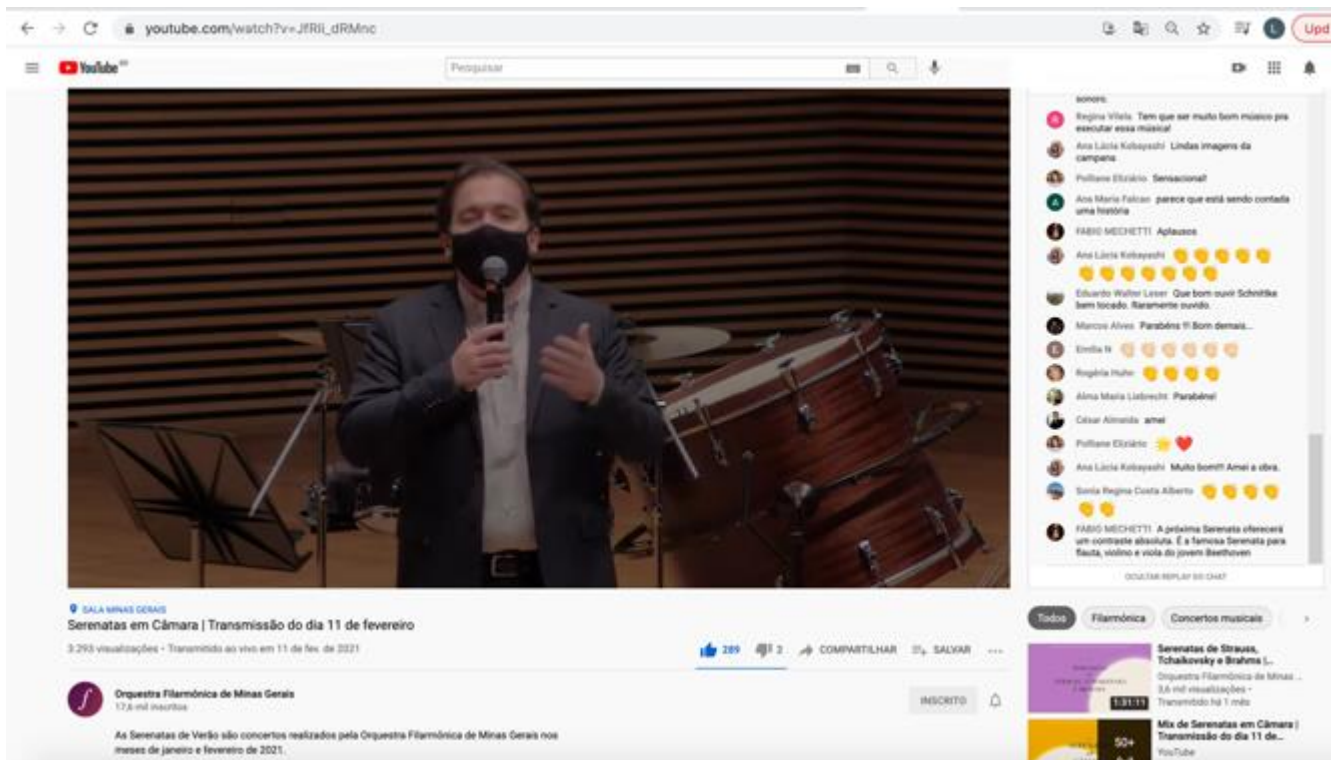 youtube.com/watch?v=JfRli_dRMnc
L
Upd
YouTube BR
Pesquisar
sonoro.
Regina Vilela Tem que ser muito bom músico pra
executar essa música!
Ana Lúcia Kobayashi Lindas imagens da
campana
Polliane Eliziário Sensacional!
Ana Maria Falcao parece que está sendo contada
uma história
FABIO MECHETTI Aplausos
Ana Lúcia Kobayashi 👏👏👏👏👏
👏👏👏👏👏👏👏
Eduardo Walter Leser Que bom ouvir Schnittke
bem tocado. Raramente ouvido.
Marcos Alves Parabéns !!! Bom demais...
Emilia N 👏🏻👏🏻👏🏻👏🏻👏🏻👏🏻
Rogéria Huhn 👏👏👏👏
Alma Maria Liebrecht Parabéns!
César Almeida amei
Polliane Eliziário 🌟❤️
Ana Lúcia Kobayashi Muito bom!!! Amei a obra.
Sonia Regina Costa Alberto 👏👏👏👏
👏👏
FABIO MECHETTI A próxima Serenata oferecerá
um contraste absoluta. É a famosa Serenata para
flauta, violino e viola do jovem Beethoven
OCULTAR REPLAY DO CHAT
SALA MINAS GERAIS
Serenatas em Câmara | Transmissão do dia 11 de fevereiro
3.293 visualizações • Transmitido ao vivo em 11 de fev. de 2021
289
2
COMPARTILHAR
SALVAR
Orquestra Filarmônica de Minas Gerais
17,6 mil inscritos
INSCRITO
As Serenatas de Verão são concertos realizados pela Orquestra Filarmônica de Minas Gerais nos
meses de janeiro e fevereiro de 2021.
Todos
Filarmônica
Concertos musicais
Serenatas de Strauss,
Tchaikovsky e Brahms |...
Orquestra Filarmônica de Minas ...
3,6 mil visualizações •
Transmitido há 1 mês
1:31:11
Mix de Serenatas em Câmara |
Transmissão do dia 11 de...
YouTube
50+